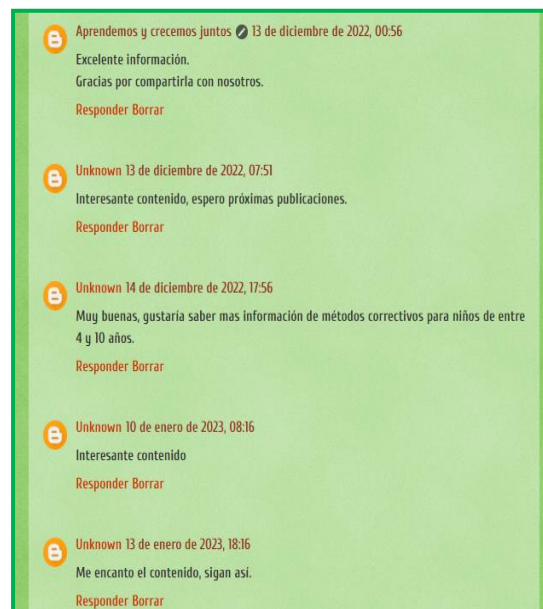 Aprendemos y crecemos juntos 13 de diciembre de 2022, 00:56
Excelente información.
Gracias por compartirla con nosotros.
Responder Borrar
Unknown 13 de diciembre de 2022, 07:51
Interesante contenido, espero próximas publicaciones.
Responder Borrar
Unknown 14 de diciembre de 2022, 17:56
Muy buenas, gustaría saber mas información de métodos correctivos para niños de entre
4 y 10 años.
Responder Borrar
Unknown 10 de enero de 2023, 08:16
Interesante contenido
Responder Borrar
Unknown 13 de enero de 2023, 18:16
Me encanto el contenido, sigan así.
Responder Borrar